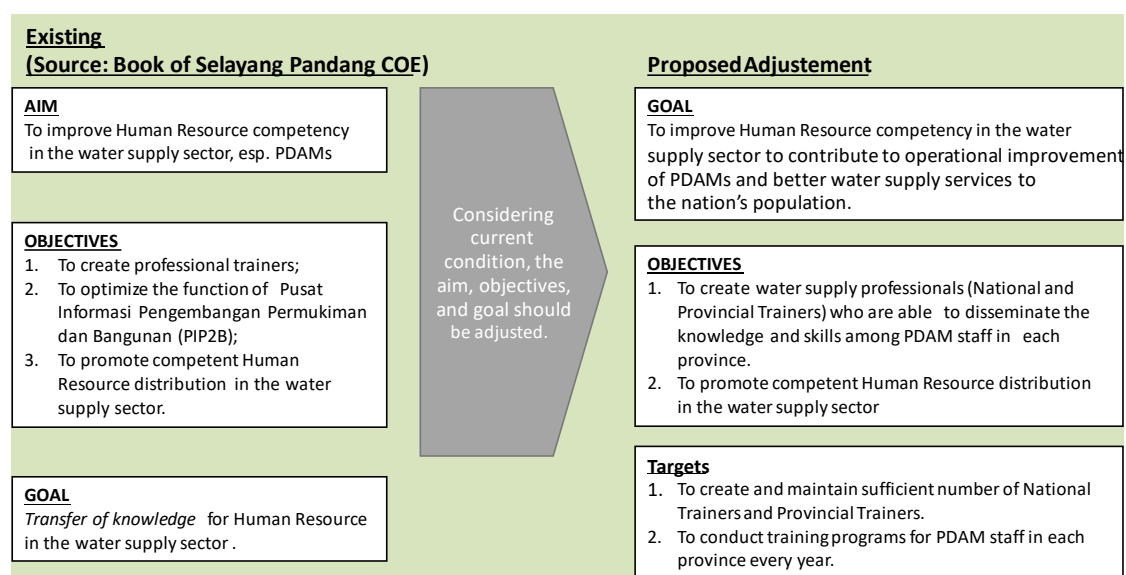 Existing
(Source: Book of Selayang Pandang COE)
AIM
To improve Human Resource competency
in the water supply sector, esp. PDAMs
OBJECTIVES
1. To create professional trainers;
2. To optimize the function of Pusat
Informasi Pengembangan Permukiman
dan Bangunan (PIP2B);
3. To promote competent Human
Resource distribution in the water
supply sector.
GOAL
Transfer of knowledge for Human Resource
in the water supply sector .
Considering
current
condition, the
aim, objectives,
and goal should
be adjusted.
Proposed Adjustement
GOAL
To improve Human Resource competency in the water
supply sector to contribute to operational improvement
of PDAMs and better water supply services to
the nation's population.
OBJECTIVES
1. To create water supply professionals (National and
Provincial Trainers) who are able to disseminate the
knowledge and skills among PDAM staff in each
province.
2. To promote competent Human Resource distribution
in the water supply sector
Targets
1. To create and maintain sufficient number of National
Trainers and Provincial Trainers.
2. To conduct training programs for PDAM staff in each
province every year.